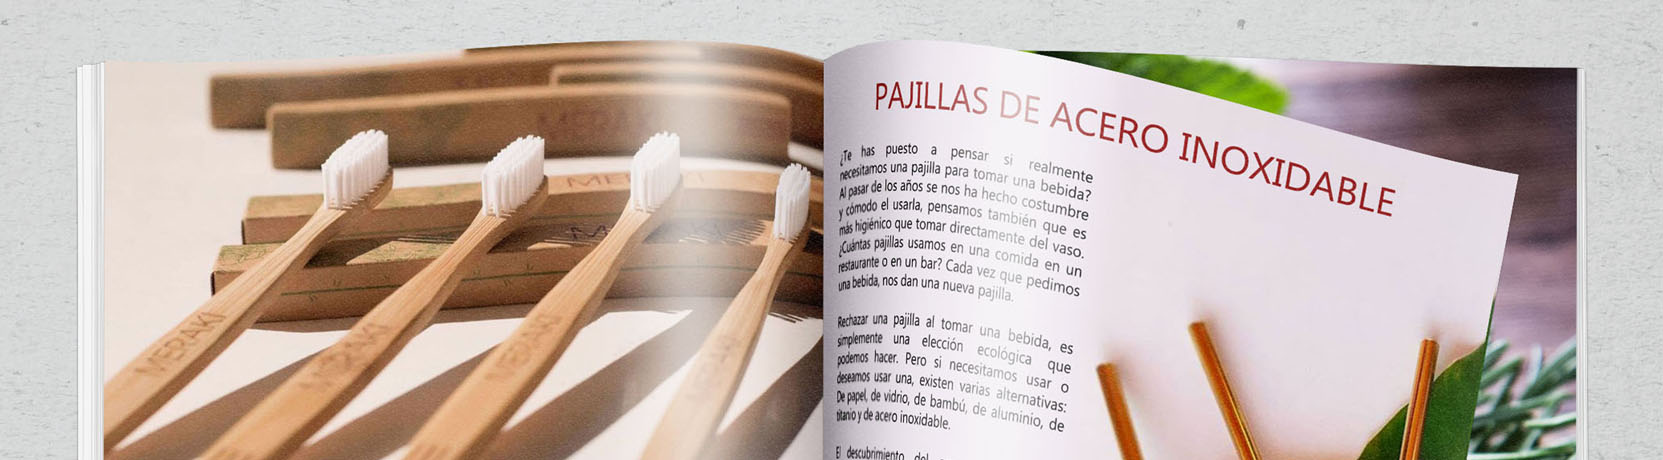 MERAKI
MERAKI
MERAKI
MERAKI
MERAKI
PAJILLAS DE ACERO INOXIDABLE
¿Te has puesto a pensar si realmente
necesitamos una pajilla para tomar una bebida?
Al pasar de los años se nos ha hecho costumbre
y cómodo el usarla, pensamos también que es
más higiénico que tomar directamente del vaso.
¿Cuántas pajillas usamos en una comida en un
restaurante o en un bar? Cada vez que pedimos
una bebida, nos dan una nueva pajilla.
Rechazar una pajilla al tomar una bebida, es
simplemente una elección ecológica que
podemos hacer. Pero si necesitamos usar o
deseamos usar una, existen varias alternativas:
De papel, de vidrio, de bambú, de aluminio, de
titanio y de acero inoxidable.
El descubrimiento del